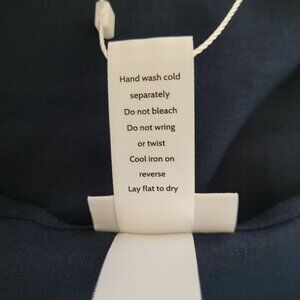 Hand wash cold
separately
Do not bleach
Do not wring
or twist
Cool iron on
reverse
Lay flat to dry